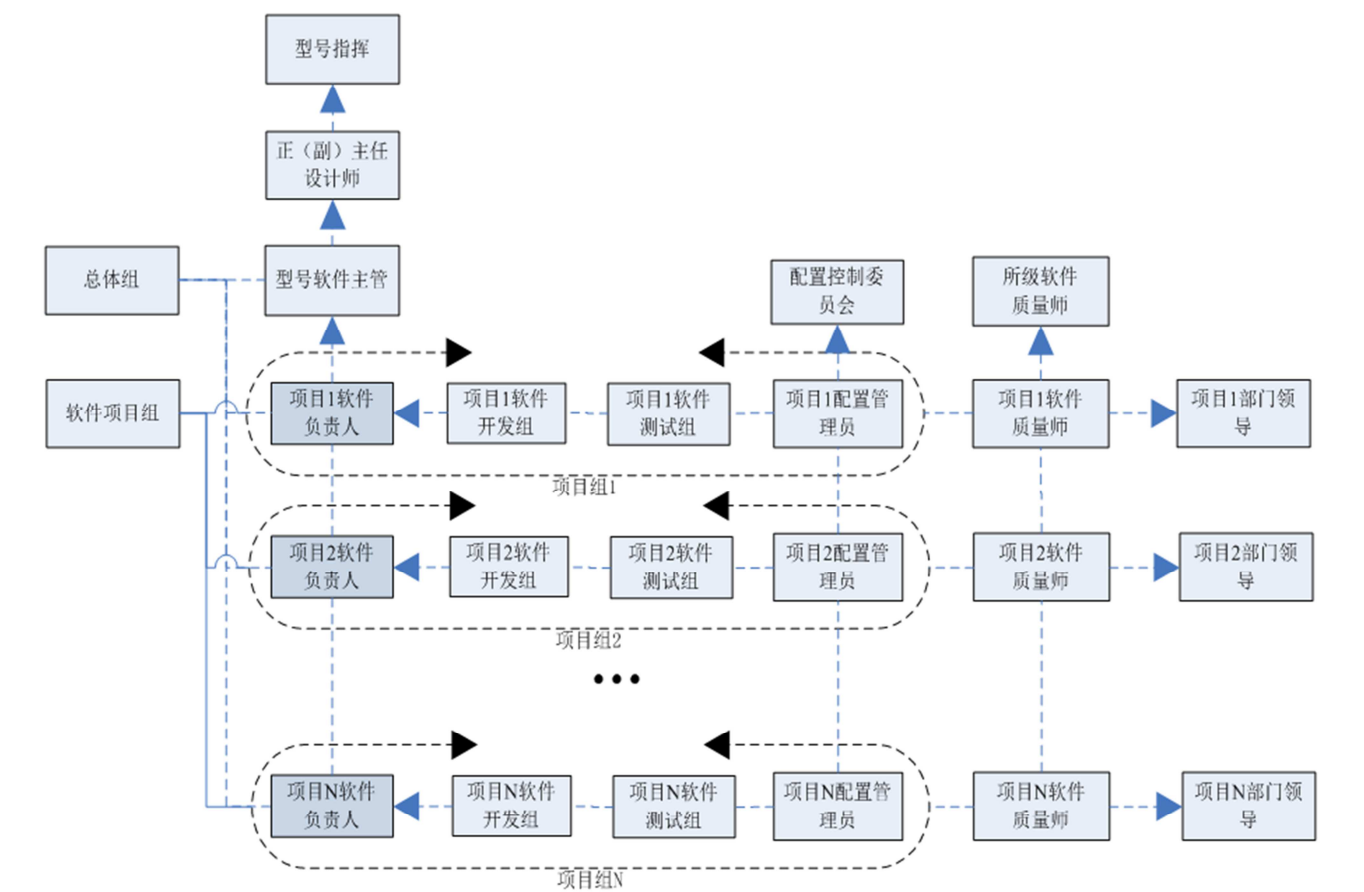 型号指挥
正（副）主任
设计师
总体组
型号软件主管
配置控制委
员会
所级软件
质量师
软件项目组
项目1软件
负责人
项目1软件
开发组
项目1软件
测试组
项目1配置管
理员
项目1软件
质量师
项目1部门领
导
项目组1
项目2软件
负责人
项目2软件
开发组
项目2软件
测试组
项目2配置管
理员
项目2软件
质量师
项目2部门领
导
项目组2
•••
项目N软件
负责人
项目N软件
开发组
项目N软件
测试组
项目N配置管
理员
项目N软件
质量师
项目N部门领
导
项目组N